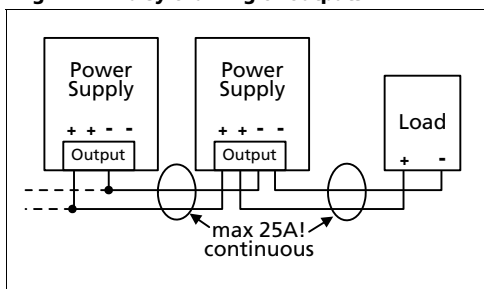 Power Supply
+ + - -
Output
Power Supply
+ + - -
Output
Load
+ -
max 25A!
continuous